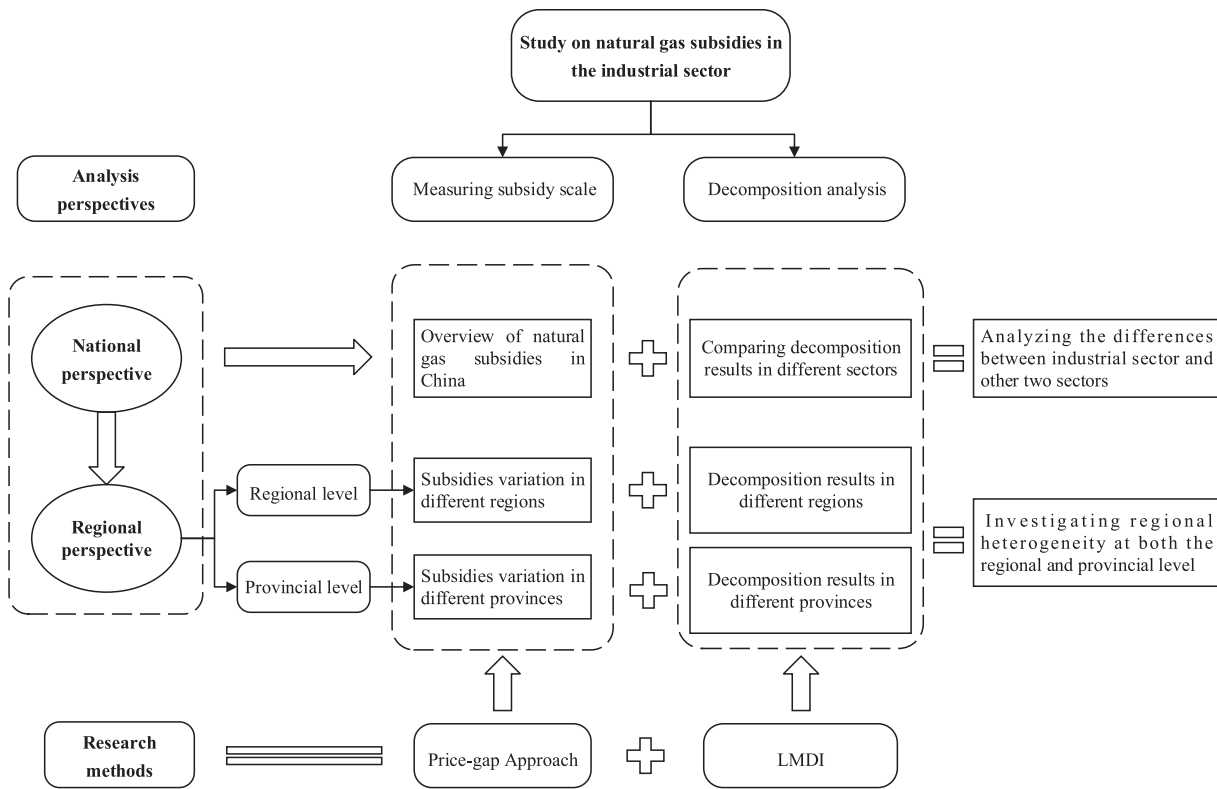 Study on natural gas subsidies in
the industrial sector
Analysis
perspectives
Measuring subsidy scale
Decomposition analysis
National
perspective
Overview of natural
gas subsidies in
China
Comparing decomposition
results in different sectors
Analyzing the differences
between industrial sector and
other two sectors
Regional
perspective
Regional level
Subsidies variation in
different regions
Decomposition results
in different regions
Provincial level
Subsidies variation in
different provinces
Decomposition results in
different provinces
Investigating regional
heterogeneity at both the
regional and provincial level
Research
methods
Price-gap Approach
LMDI